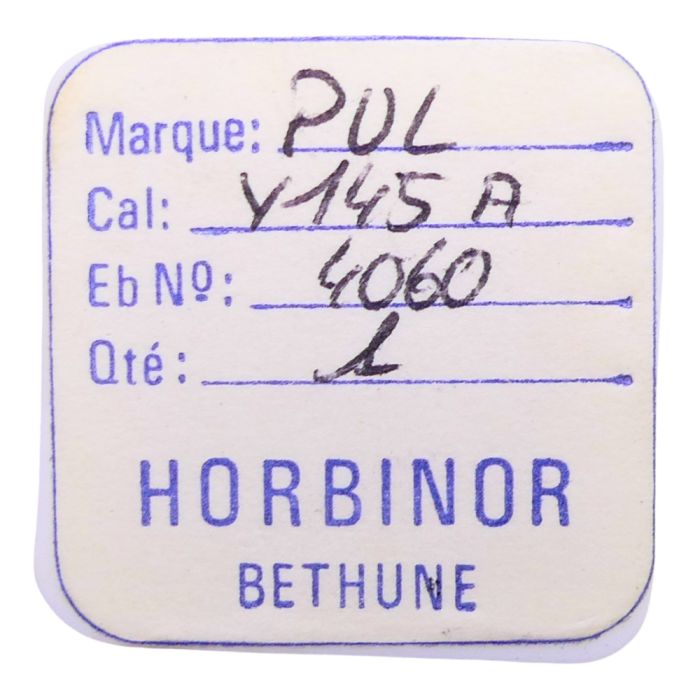 Marque: PUL
Cal: Y145 A
Eb Nº: 4060
Qté: 1
HORBINOR
BETHUNE